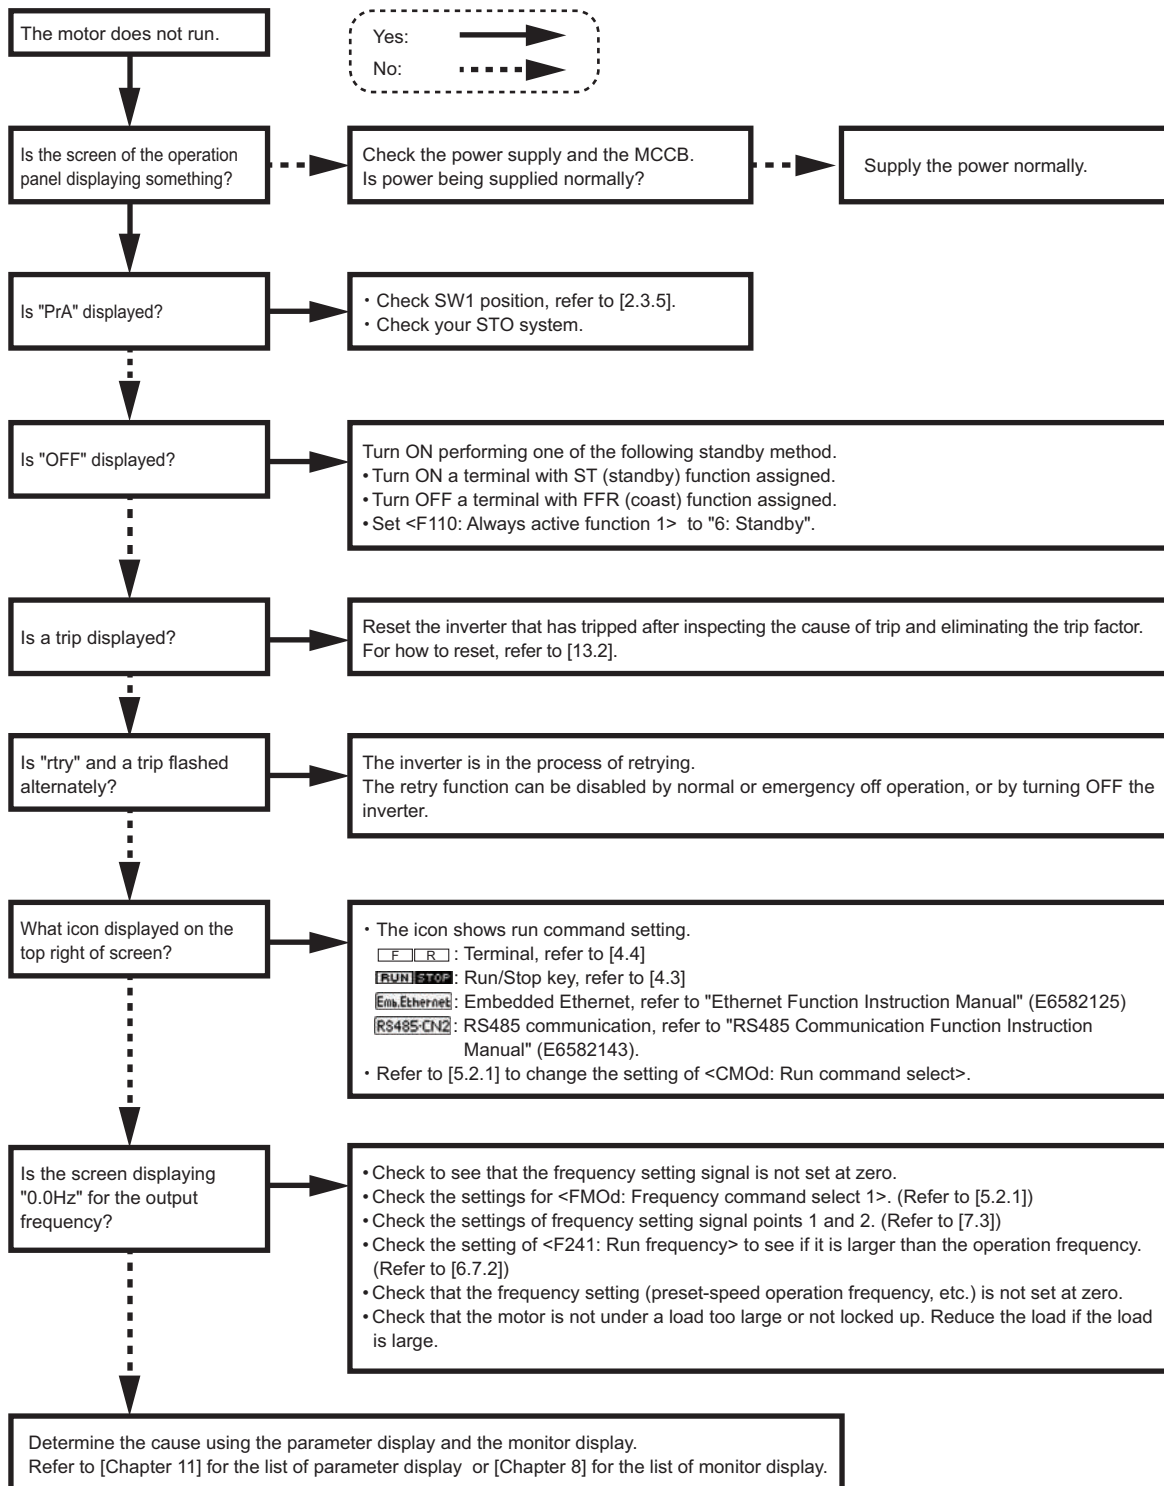 The motor does not run.
Yes:
No:
Is the screen of the operation
panel displaying something?
Check the power supply and the MCCB.
Is power being supplied normally?
Supply the power normally.
Is "PrA" displayed?
・Check SW1 position, refer to [2.3.5].
・Check your STO system.
Is "OFF" displayed?
Turn ON performing one of the following standby method.
•Turn ON a terminal with ST (standby) function assigned.
•Turn OFF a terminal with FFR (coast) function assigned.
•Set <F110: Always active function 1> to "6: Standby".
Is a trip displayed?
Reset the inverter that has tripped after inspecting the cause of trip and eliminating the trip factor.
For how to reset, refer to [13.2].
Is "rtry" and a trip flashed
alternately?
The inverter is in the process of retrying.
The retry function can be disabled by normal or emergency off operation, or by turning OFF the
inverter.
What icon displayed on the
top right of screen?
・The icon shows run command setting.
F R : Terminal, refer to [4.4]
RUN STOP : Run/Stop key, refer to [4.3]
Emb.Ethernet : Embedded Ethernet, refer to "Ethernet Function Instruction Manual" (E6582125)
RS485-CN2 : RS485 communication, refer to "RS485 Communication Function Instruction
Manual" (E6582143).
・Refer to [5.2.1] to change the setting of <CMOd: Run command select>.
Is the screen displaying
"0.0Hz" for the output
frequency?
•Check to see that the frequency setting signal is not set at zero.
•Check the settings for <FMOd: Frequency command select 1>. (Refer to [5.2.1])
•Check the settings of frequency setting signal points 1 and 2. (Refer to [7.3])
•Check the setting of <F241: Run frequency> to see if it is larger than the operation frequency.
(Refer to [6.7.2])
•Check that the frequency setting (preset-speed operation frequency, etc.) is not set at zero.
•Check that the motor is not under a load too large or not locked up. Reduce the load if the load
is large.
Determine the cause using the parameter display and the monitor display.
Refer to [Chapter 11] for the list of parameter display or [Chapter 8] for the list of monitor display.